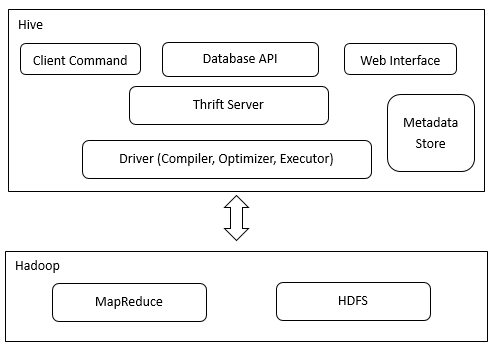 Hive
Client Command
Database API
Web Interface
Thrift Server
Metadata
Store
Driver (Compiler, Optimizer, Executor)
Hadoop
MapReduce
HDFS